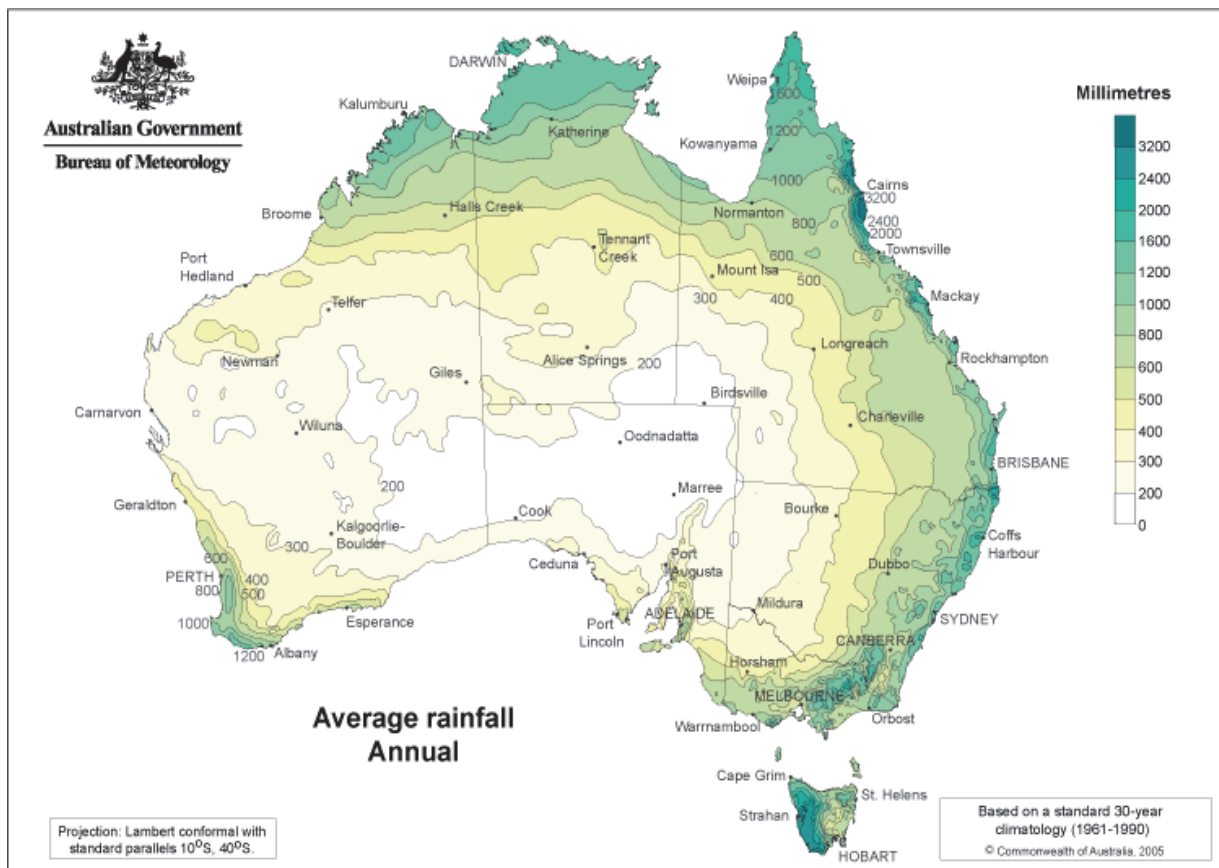 Australian Government
Bureau of Meteorology
DARWIN
Kalumburu
Katherine
Weipa
1600
1200
Kowanyama
1000
Cairns
3200
2400
2000
Broome
Halls Creek
Normanton
800
Townsville
Tennant
Creek
600
500
Mount Isa
Port
Hedland
300
400
Mackay
Telfer
Longreach
Newman
Alice Springs
200
Rockhampton
Giles
Birdsville
Carnarvon
Charleville
Wiluna
Oodnadatta
BRISBANE
200
Marree
Geraldton
Cook
Bourke
Kalgoorlie-
Boulder
300
Coffs
Harbour
600
Ceduna
Port
Augusta
Dubbo
PERTH
400
800
500
Mildura
ADELAIDE
SYDNEY
1000
Esperance
Port
Lincoln
CANBERRA
1200
Albany
Horsham
MELBOURNE
Warrnambool
Orbost
Cape Grim
St. Helens
Strahan
HOBART
Millimetres
3200
2400
2000
1600
1200
1000
800
600
500
400
300
200
0
Average rainfall
Annual
Projection: Lambert conformal with
standard parallels 10°S, 40°S.
Based on a standard 30-year
climatology (1961-1990)
© Commonwealth of Australia, 2005